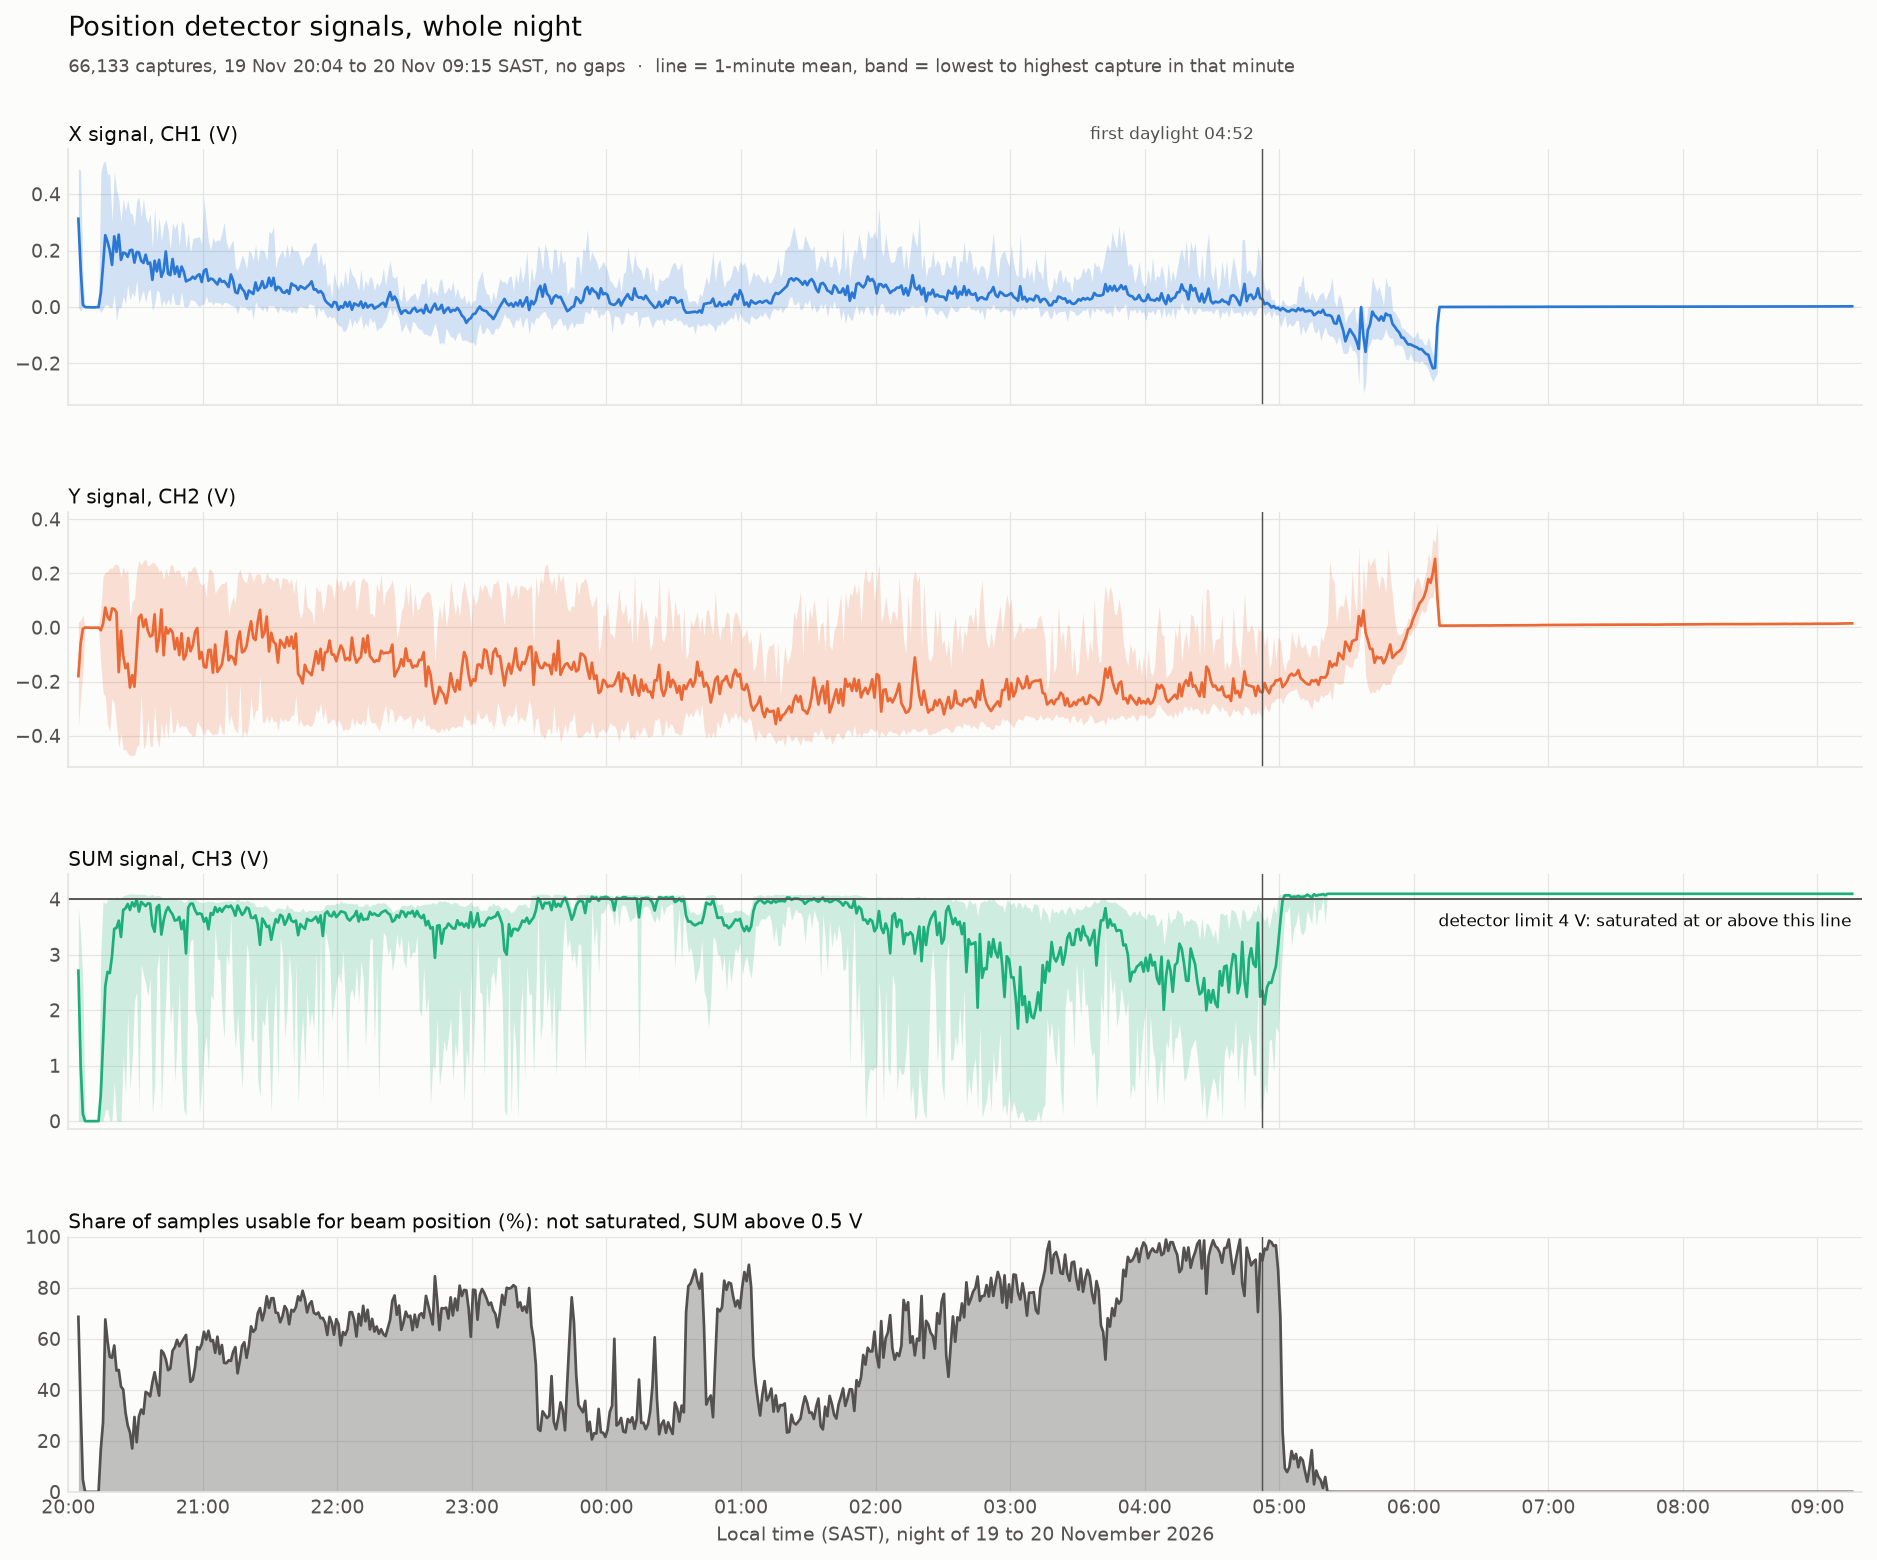 Position detector signals, whole night
66,133 captures, 19 Nov 20:04 to 20 Nov 09:15 SAST, no gaps  ·  line = 1-minute mean, band = lowest to highest capture in that minute
X signal, CH1 (V)
first daylight 04:52
0.4
0.2
0.0
−0.2
Y signal, CH2 (V)
0.4
0.2
0.0
−0.2
−0.4
SUM signal, CH3 (V)
4
detector limit 4 V: saturated at or above this line
3
2
1
0
Share of samples usable for beam position (%): not saturated, SUM above 0.5 V
100
80
60
40
20
0
20:00 21:00 22:00 23:00 00:00 01:00 02:00 03:00 04:00 05:00 06:00 07:00 08:00 09:00
Local time (SAST), night of 19 to 20 November 2026